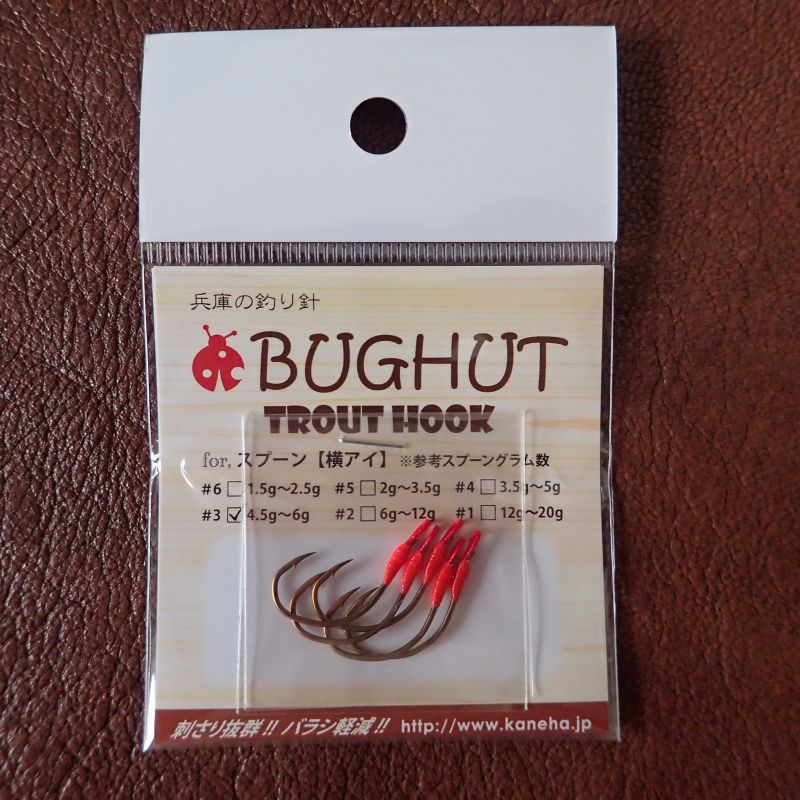 兵庫の釣り針
BUGHUT
TROUT HOOK
for, スプーン【横アイ】 ※参考スプーングラム数
#6 □ 1.5g〜2.5g #5 □ 2g〜3.5g #4 □ 3.5g〜5g
#3 ☑ 4.5g〜6g #2 □ 6g〜12g #1 □ 12g〜20g
刺さり抜群!! バラシ軽減!! http://www.kaneha.jp